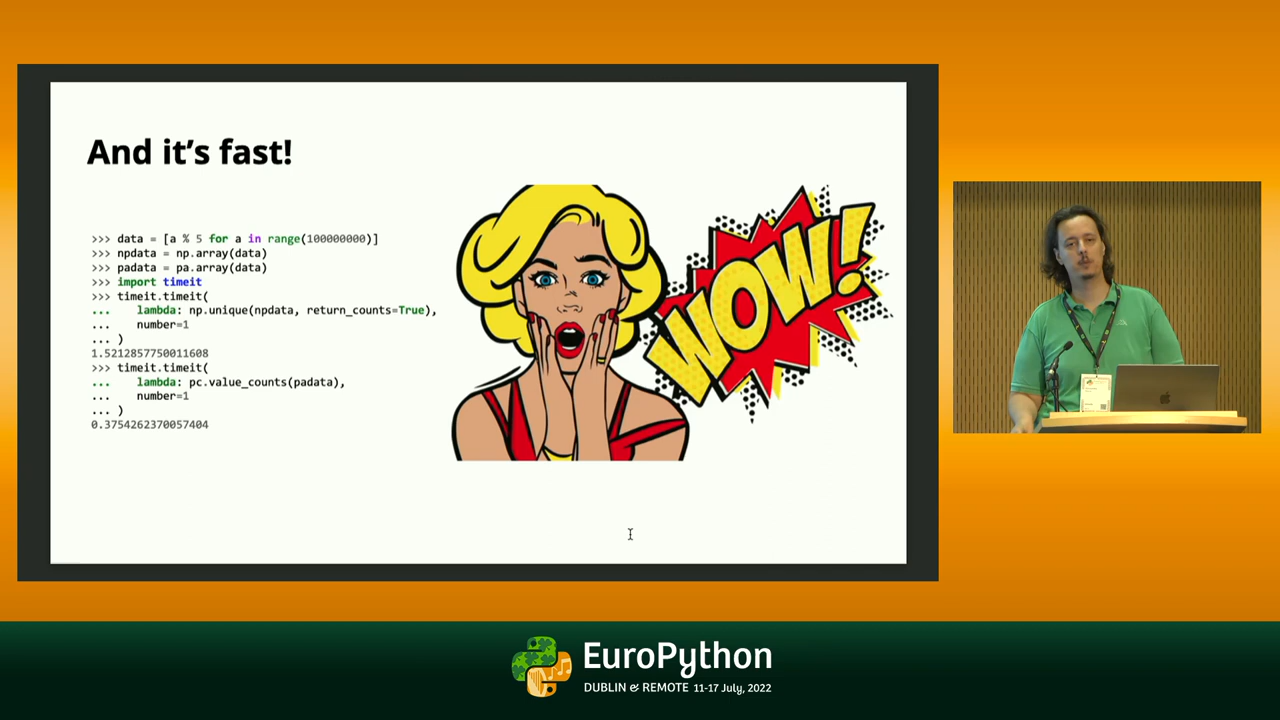 And it's fast!
>>> data = [a % 5 for a in range(100000000)]
>>> npdata = np.array(data)
>>> padata = pa.array(data)
>>> import timeit
>>> timeit.timeit(
...    lambda: np.unique(npdata, return_counts=True),
...    number=1
... )
1.5212857750011608
>>> timeit.timeit(
...    lambda: pc.value_counts(padata),
...    number=1
... )
0.3754262370057404
WOW!
EuroPython
DUBLIN & REMOTE 11-17 July, 2022